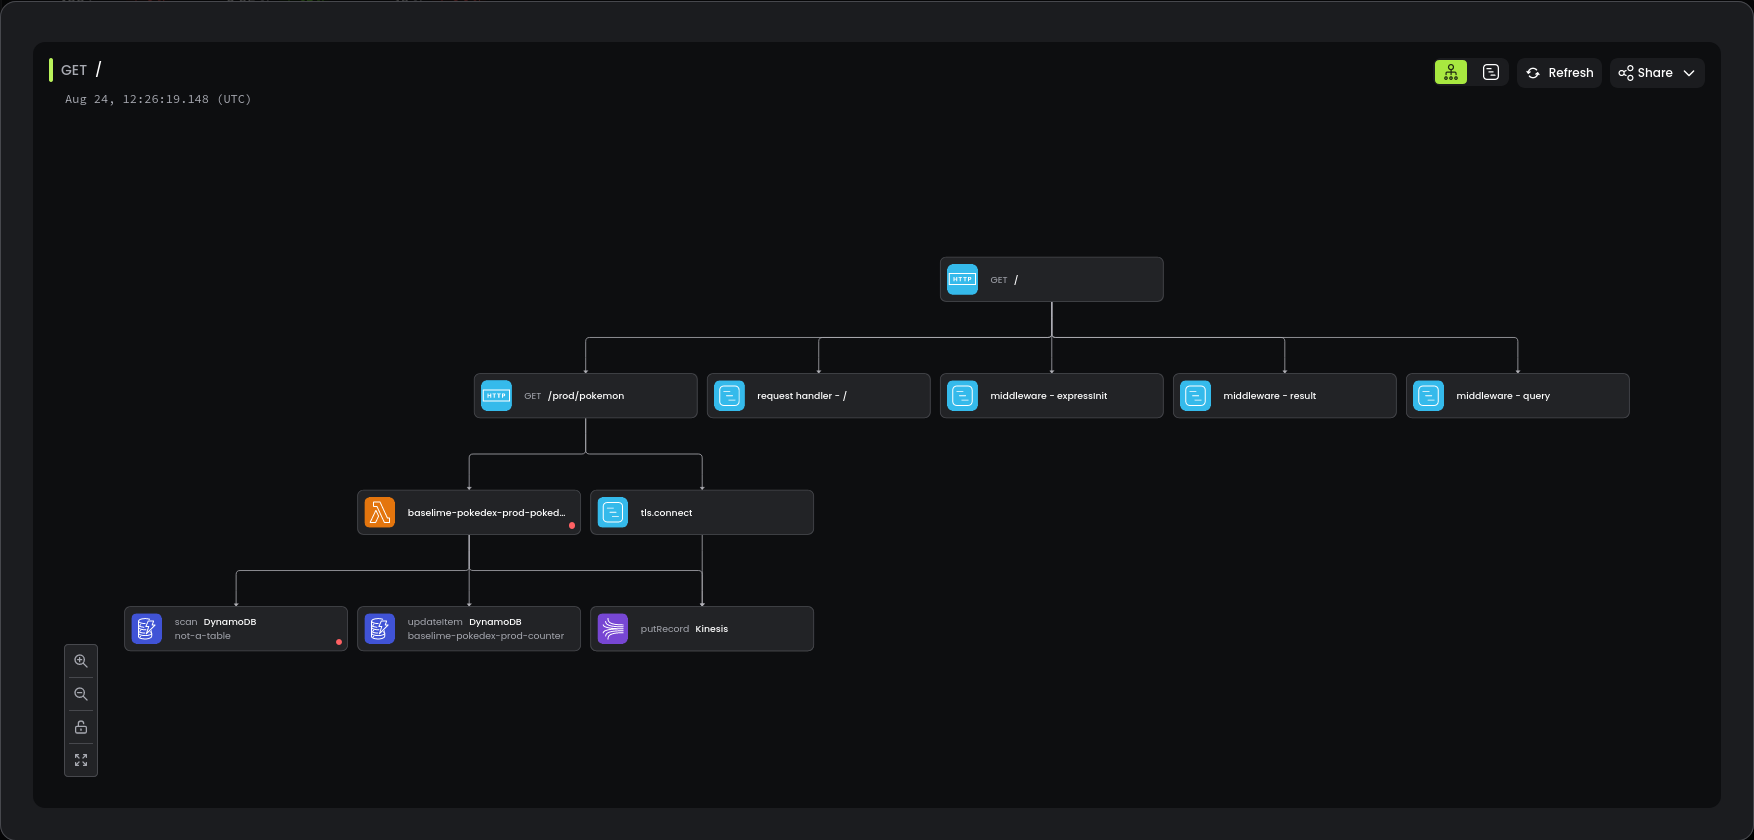 GET /
Refresh
Share
Aug 24, 12:26:19.148 (UTC)
HTTP GET /
HTTP GET /prod/pokemon
request handler - /
middleware - expressInit
middleware - result
middleware - query
baselime-pokedex-prod-poked...
tls.connect
scan DynamoDB
not-a-table
updateItem DynamoDB
baselime-pokedex-prod-counter
putRecord Kinesis